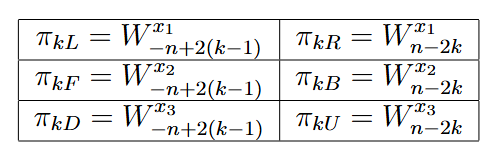 π_{kL} = W^{x_1}_{-n+2(k-1)} π_{kR} = W^{x_1}_{n-2k}
π_{kF} = W^{x_2}_{-n+2(k-1)} π_{kB} = W^{x_2}_{n-2k}
π_{kD} = W^{x_3}_{-n+2(k-1)} π_{kU} = W^{x_3}_{n-2k}